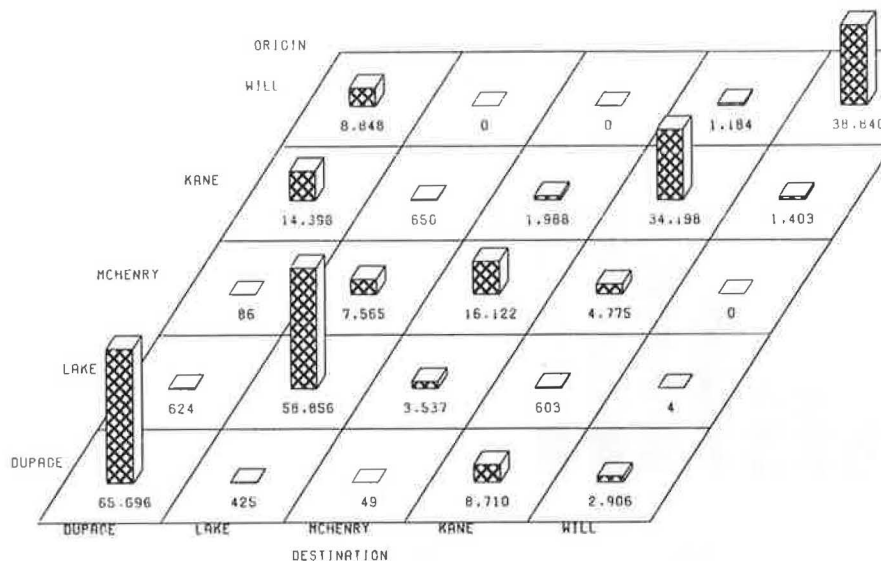 ORIGIN
WILL
8.848 0 0 1.184 38.840
KANE
14.398 650 1.988 34.198 1.403
MCHENRY
86 7.565 16.122 4.775 0
LAKE
624 58.856 3.537 603 4
DUPAGE
65.696 425 49 8.710 2.906
DUPAGE LAKE MCHENRY KANE WILL
DESTINATION